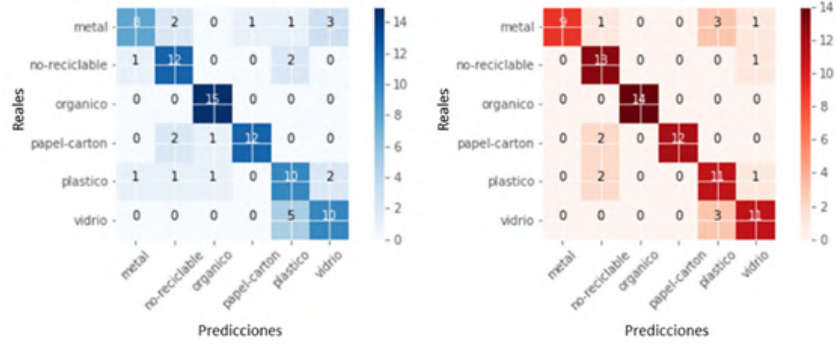 metal 8 2 0 1 1 3
no-reciclable 1 12 0 0 2 0
organico 0 0 15 0 0 0
papel-carton 0 2 1 12 0 0
plastico 1 1 1 0 10 2
vidrio 0 0 0 0 5 10
Reales
metal no-reciclable organico papel-carton plastico vidrio
Predicciones
14
12
10
8
6
4
2
0
metal 9 1 0 0 3 1
no-reciclable 0 13 0 0 0 1
organico 0 0 14 0 0 0
papel-carton 0 2 0 12 0 0
plastico 0 2 0 0 11 1
vidrio 0 0 0 0 3 11
Reales
metal no-reciclable organico papel-carton plastico vidrio
Predicciones
14
12
10
8
6
4
2
0